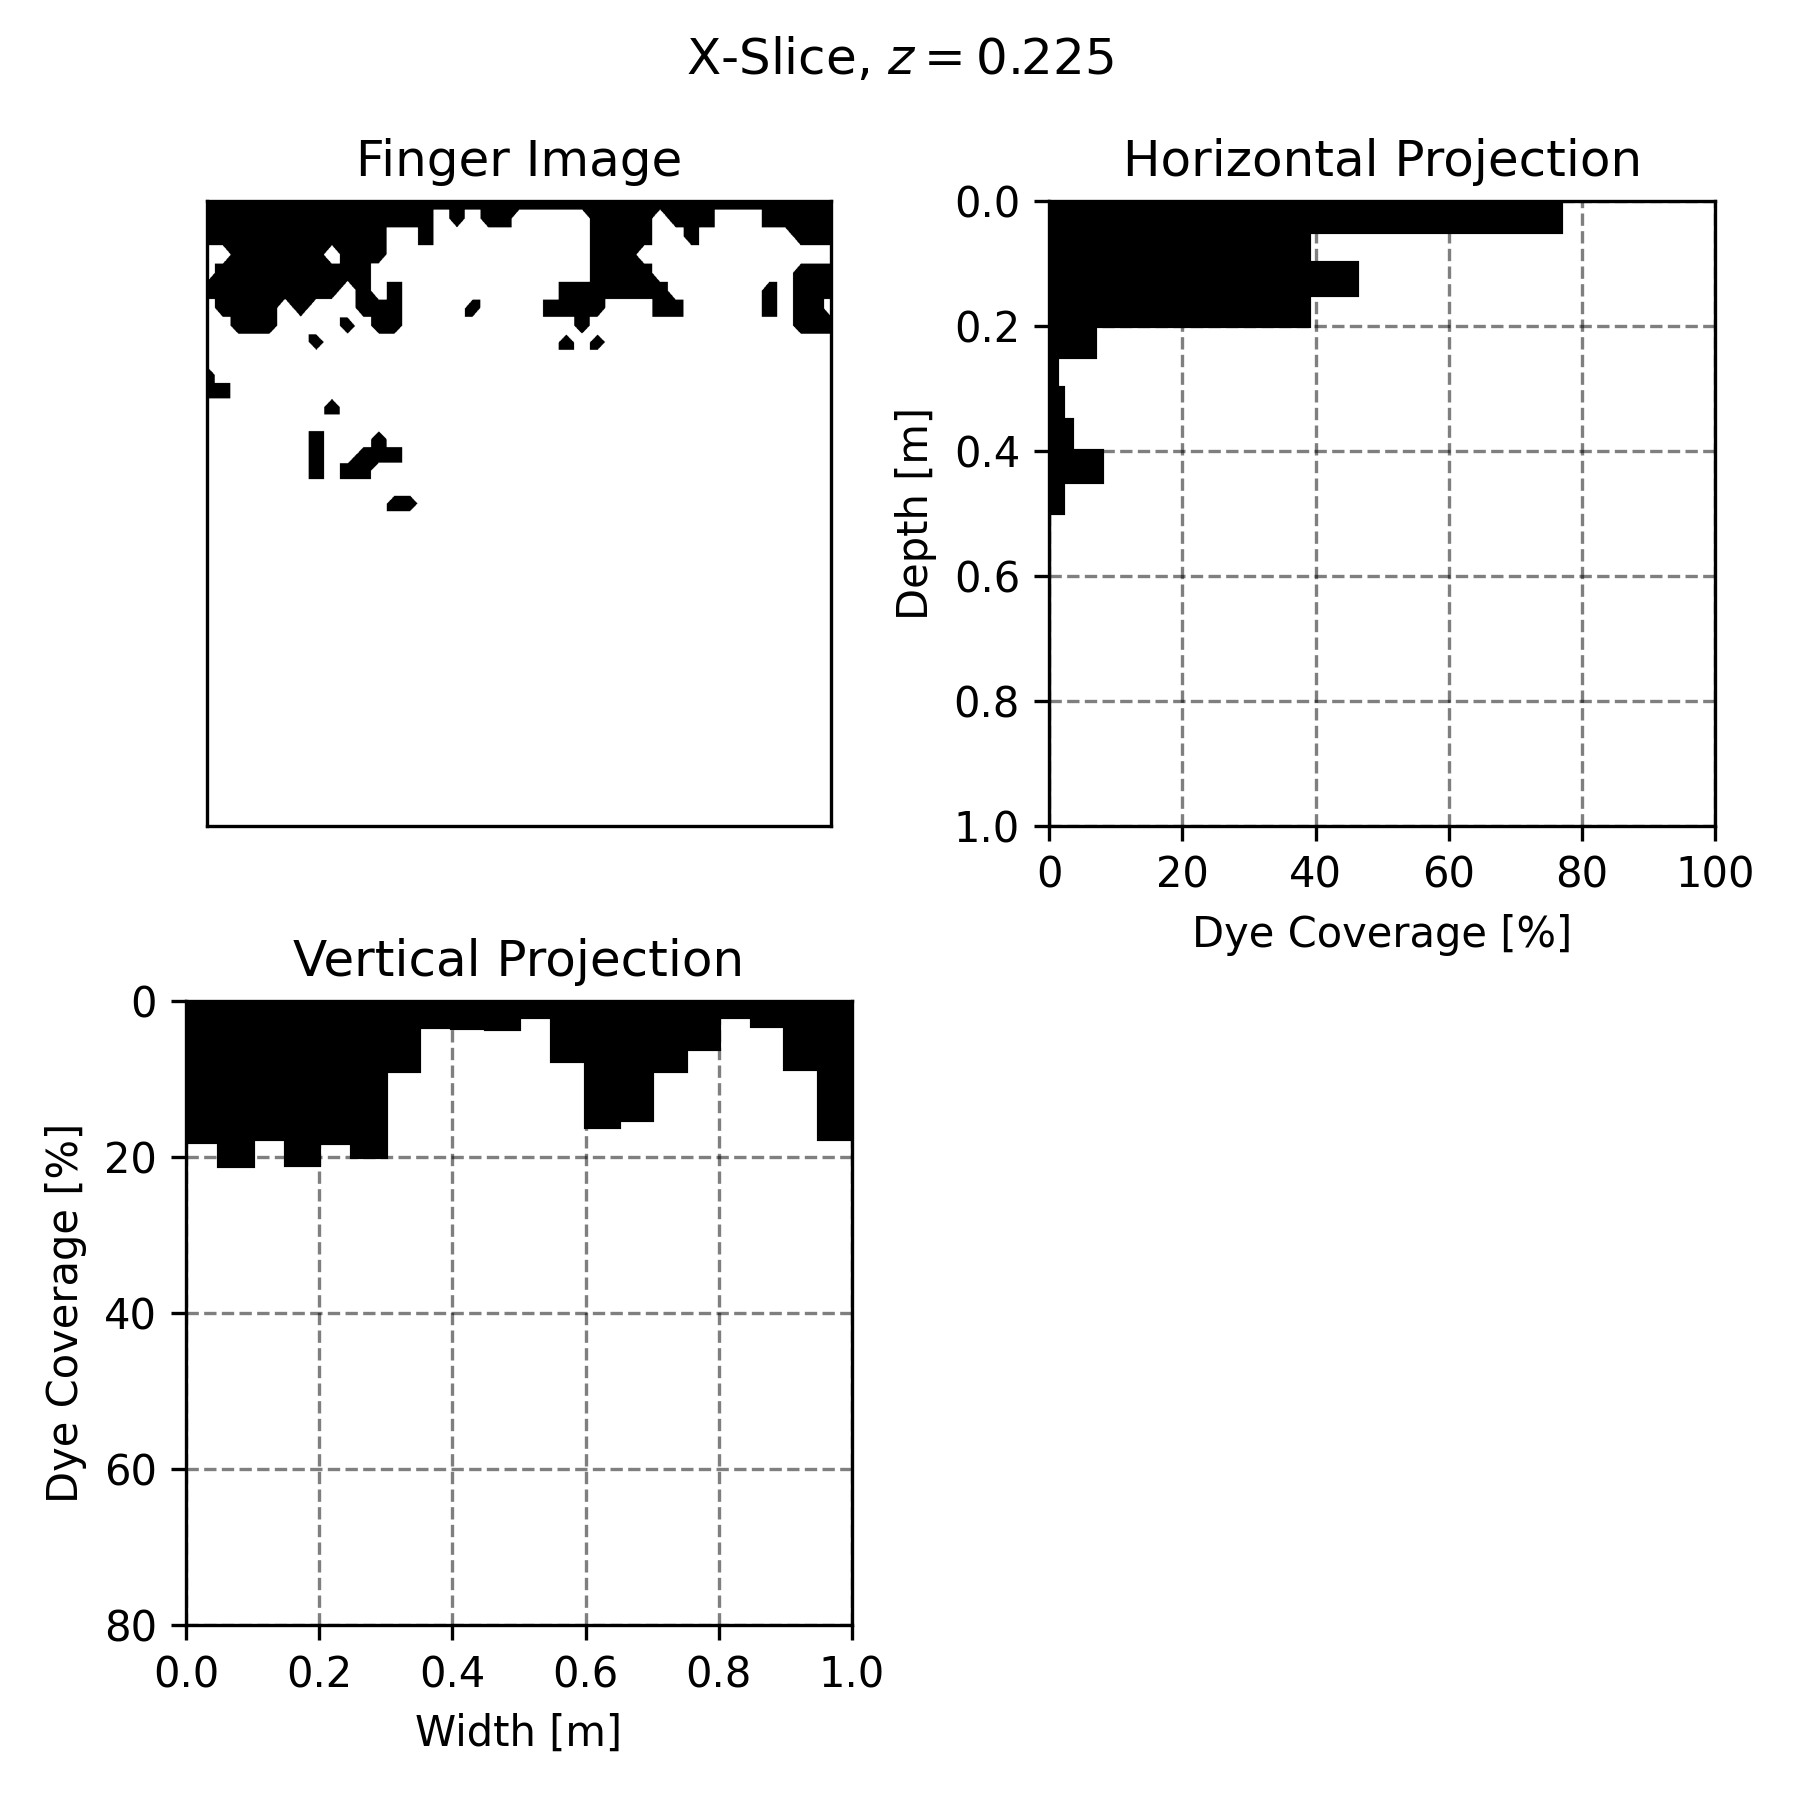 X-Slice, z = 0.225
Finger Image
Horizontal Projection
0.0
0.2
0.4
0.6
0.8
1.0
Depth [m]
0 20 40 60 80 100
Dye Coverage [%]
Vertical Projection
0
20
40
60
80
Dye Coverage [%]
0.0 0.2 0.4 0.6 0.8 1.0
Width [m]